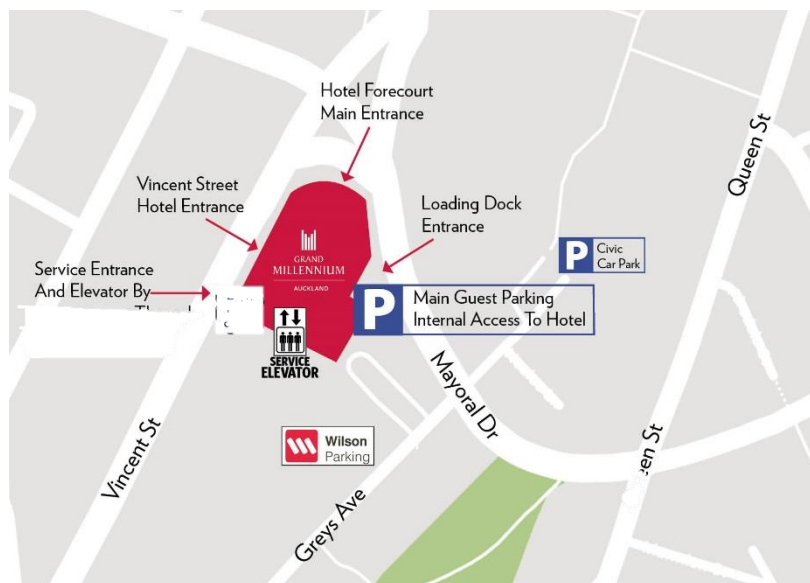 Hotel Forecourt
Main Entrance
Queen St
Vincent Street
Hotel Entrance
Loading Dock
Entrance
GRAND
MILLENNIUM
AUCKLAND
P
Civic
Car Park
Service Entrance
And Elevator By
P
Main Guest Parking
Internal Access To Hotel
SERVICE
ELEVATOR
Mayoral Dr
Wilson
Parking
Vincent St
Greys Ave
St